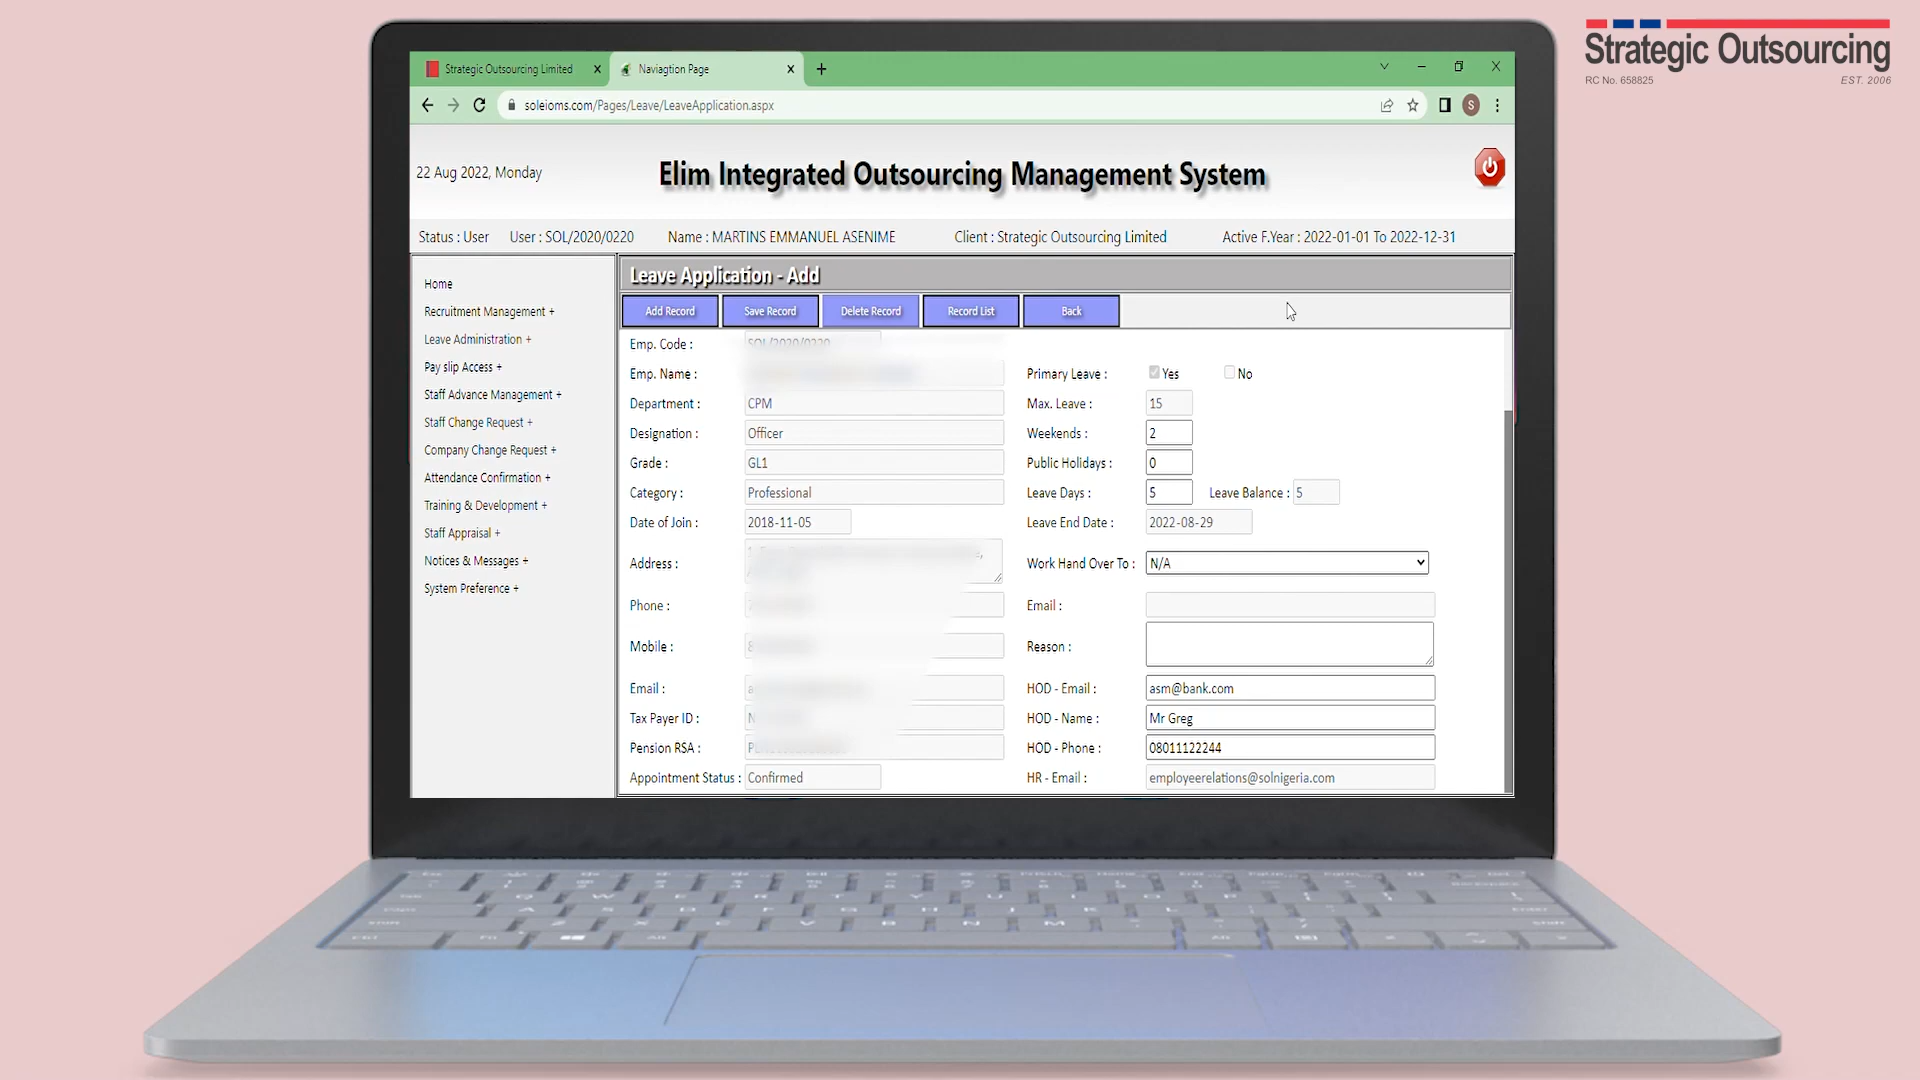 Strategic Outsourcing
RC No. 658825 EST. 2006
Strategic Outsourcing Limited
Naviagtion Page
soleioms.com/Pages/Leave/LeaveApplication.aspx
S
22 Aug 2022, Monday
Elim Integrated Outsourcing Management System
Status : User User : SOL/2020/0220 Name : MARTINS EMMANUEL ASENIME Client : Strategic Outsourcing Limited Active F.Year : 2022-01-01 To 2022-12-31
Home
Recruitment Management +
Leave Administration +
Pay slip Access +
Staff Advance Management +
Staff Change Request +
Company Change Request +
Attendance Confirmation +
Training & Development +
Staff Appraisal +
Notices & Messages +
System Preference +
Leave Application - Add
Add Record Save Record Delete Record Record List Back
Emp. Code : SOL/2020/0220
Emp. Name :
Department : CPM
Designation : Officer
Grade : GL1
Category : Professional
Date of Join : 2018-11-05
Address :
Phone :
Mobile :
Email :
Tax Payer ID :
Pension RSA :
Appointment Status : Confirmed
Primary Leave : Yes No
Max. Leave : 15
Weekends : 2
Public Holidays : 0
Leave Days : 5 Leave Balance : 5
Leave End Date : 2022-08-29
Work Hand Over To : N/A
Email :
Reason :
HOD - Email : asm@bank.com
HOD - Name : Mr Greg
HOD - Phone : 08011122244
HR - Email : employeerelations@solnigeria.com